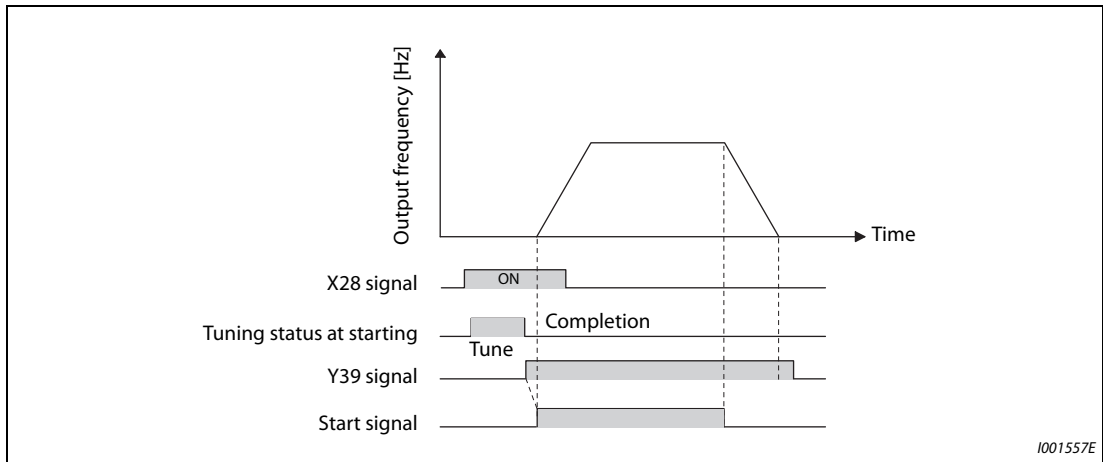 Output frequency [Hz]
Time
X28 signal
ON
Tuning status at starting
Completion
Tune
Y39 signal
Start signal
I001557E